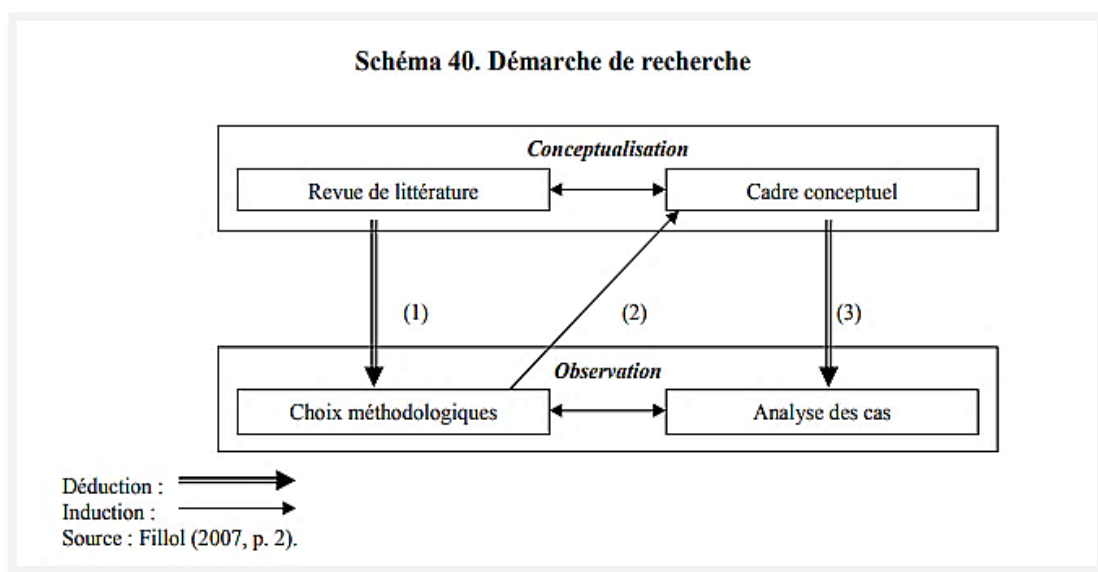 Schéma 40. Démarche de recherche
Conceptualisation
Revue de littérature
Cadre conceptuel
(1)
(2)
(3)
Observation
Choix méthodologiques
Analyse des cas
Déduction :
Induction :
Source : Fillol (2007, p. 2).